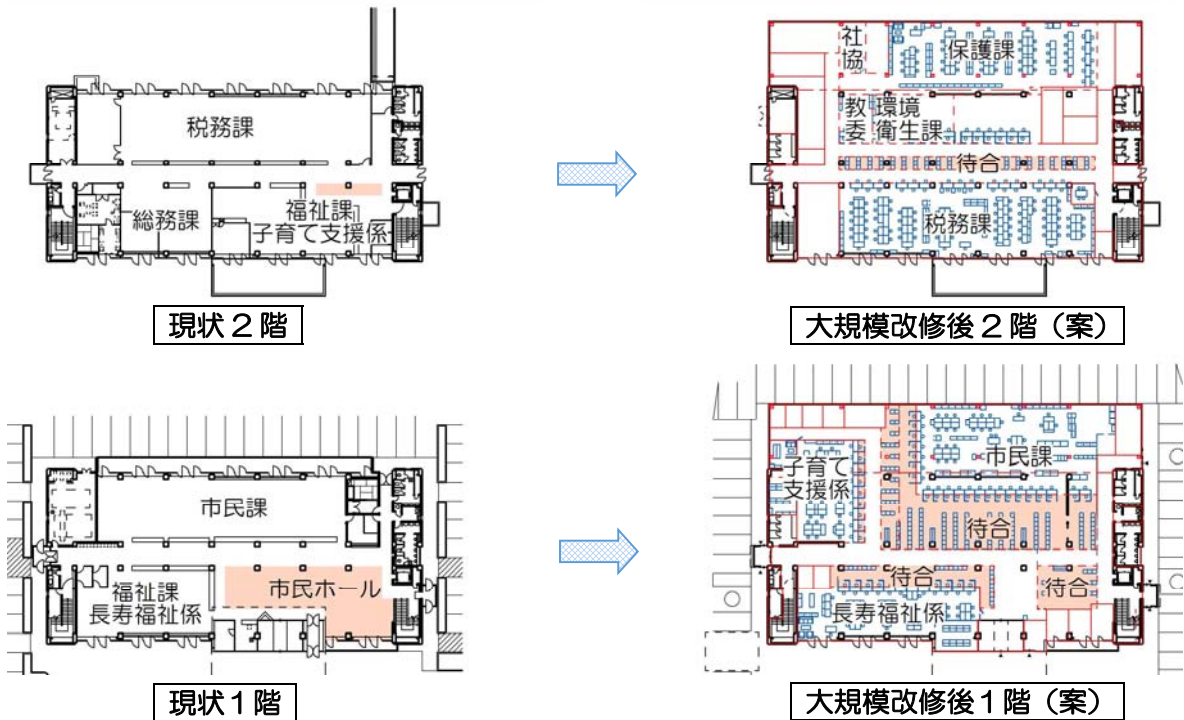 税務課
総務課
福祉課
子育て支援係
現状２階
社協
保護課
教委
環境
衛生課
待合
税務課
大規模改修後２階（案）
市民課
福祉課
長寿福祉係
市民ホール
現状１階
子育て
支援係
市民課
待合
待合
待合
長寿福祉係
大規模改修後１階（案）